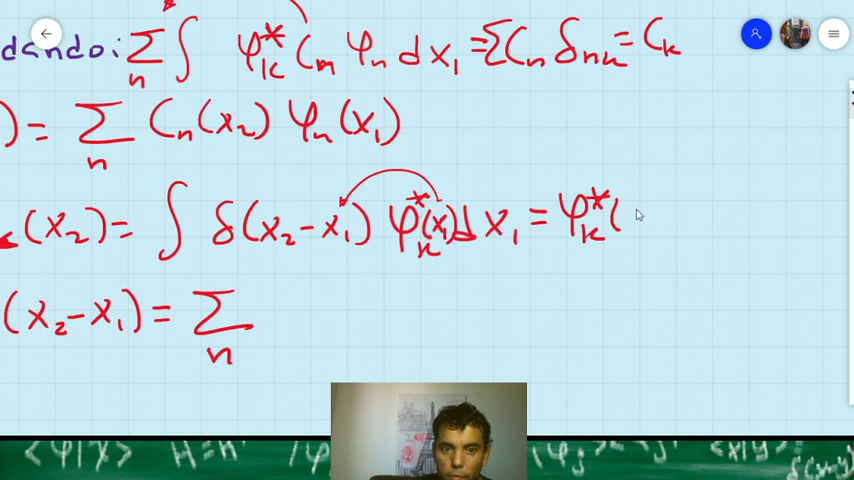 dando: ∑ₙ ∫ φₖ* Cₙ φₙ dx₁ = ∑Cₙ δₙₖ = Cₖ
) = ∑ₙ Cₙ(x₂) φₙ(x₁)
ₖ(x₂) = ∫ δ(x₂-x₁) φₖ*(x₁)dx₁ = φₖ*(
(x₂-x₁) = ∑ₙ
⟨φ|x⟩ H=H